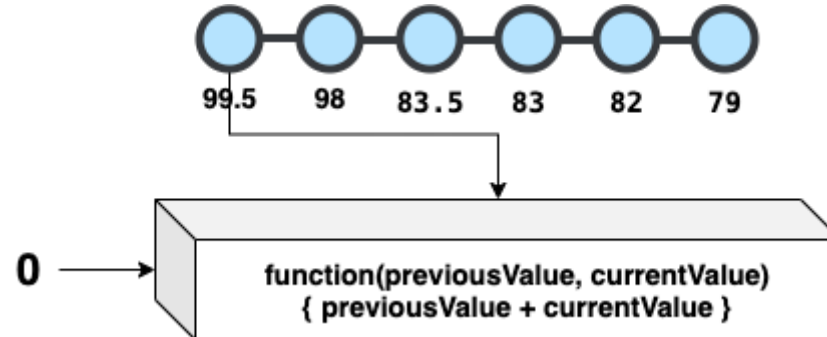 99.5 98 83.5 83 82 79
0
function(previousValue, currentValue)
{ previousValue + currentValue }